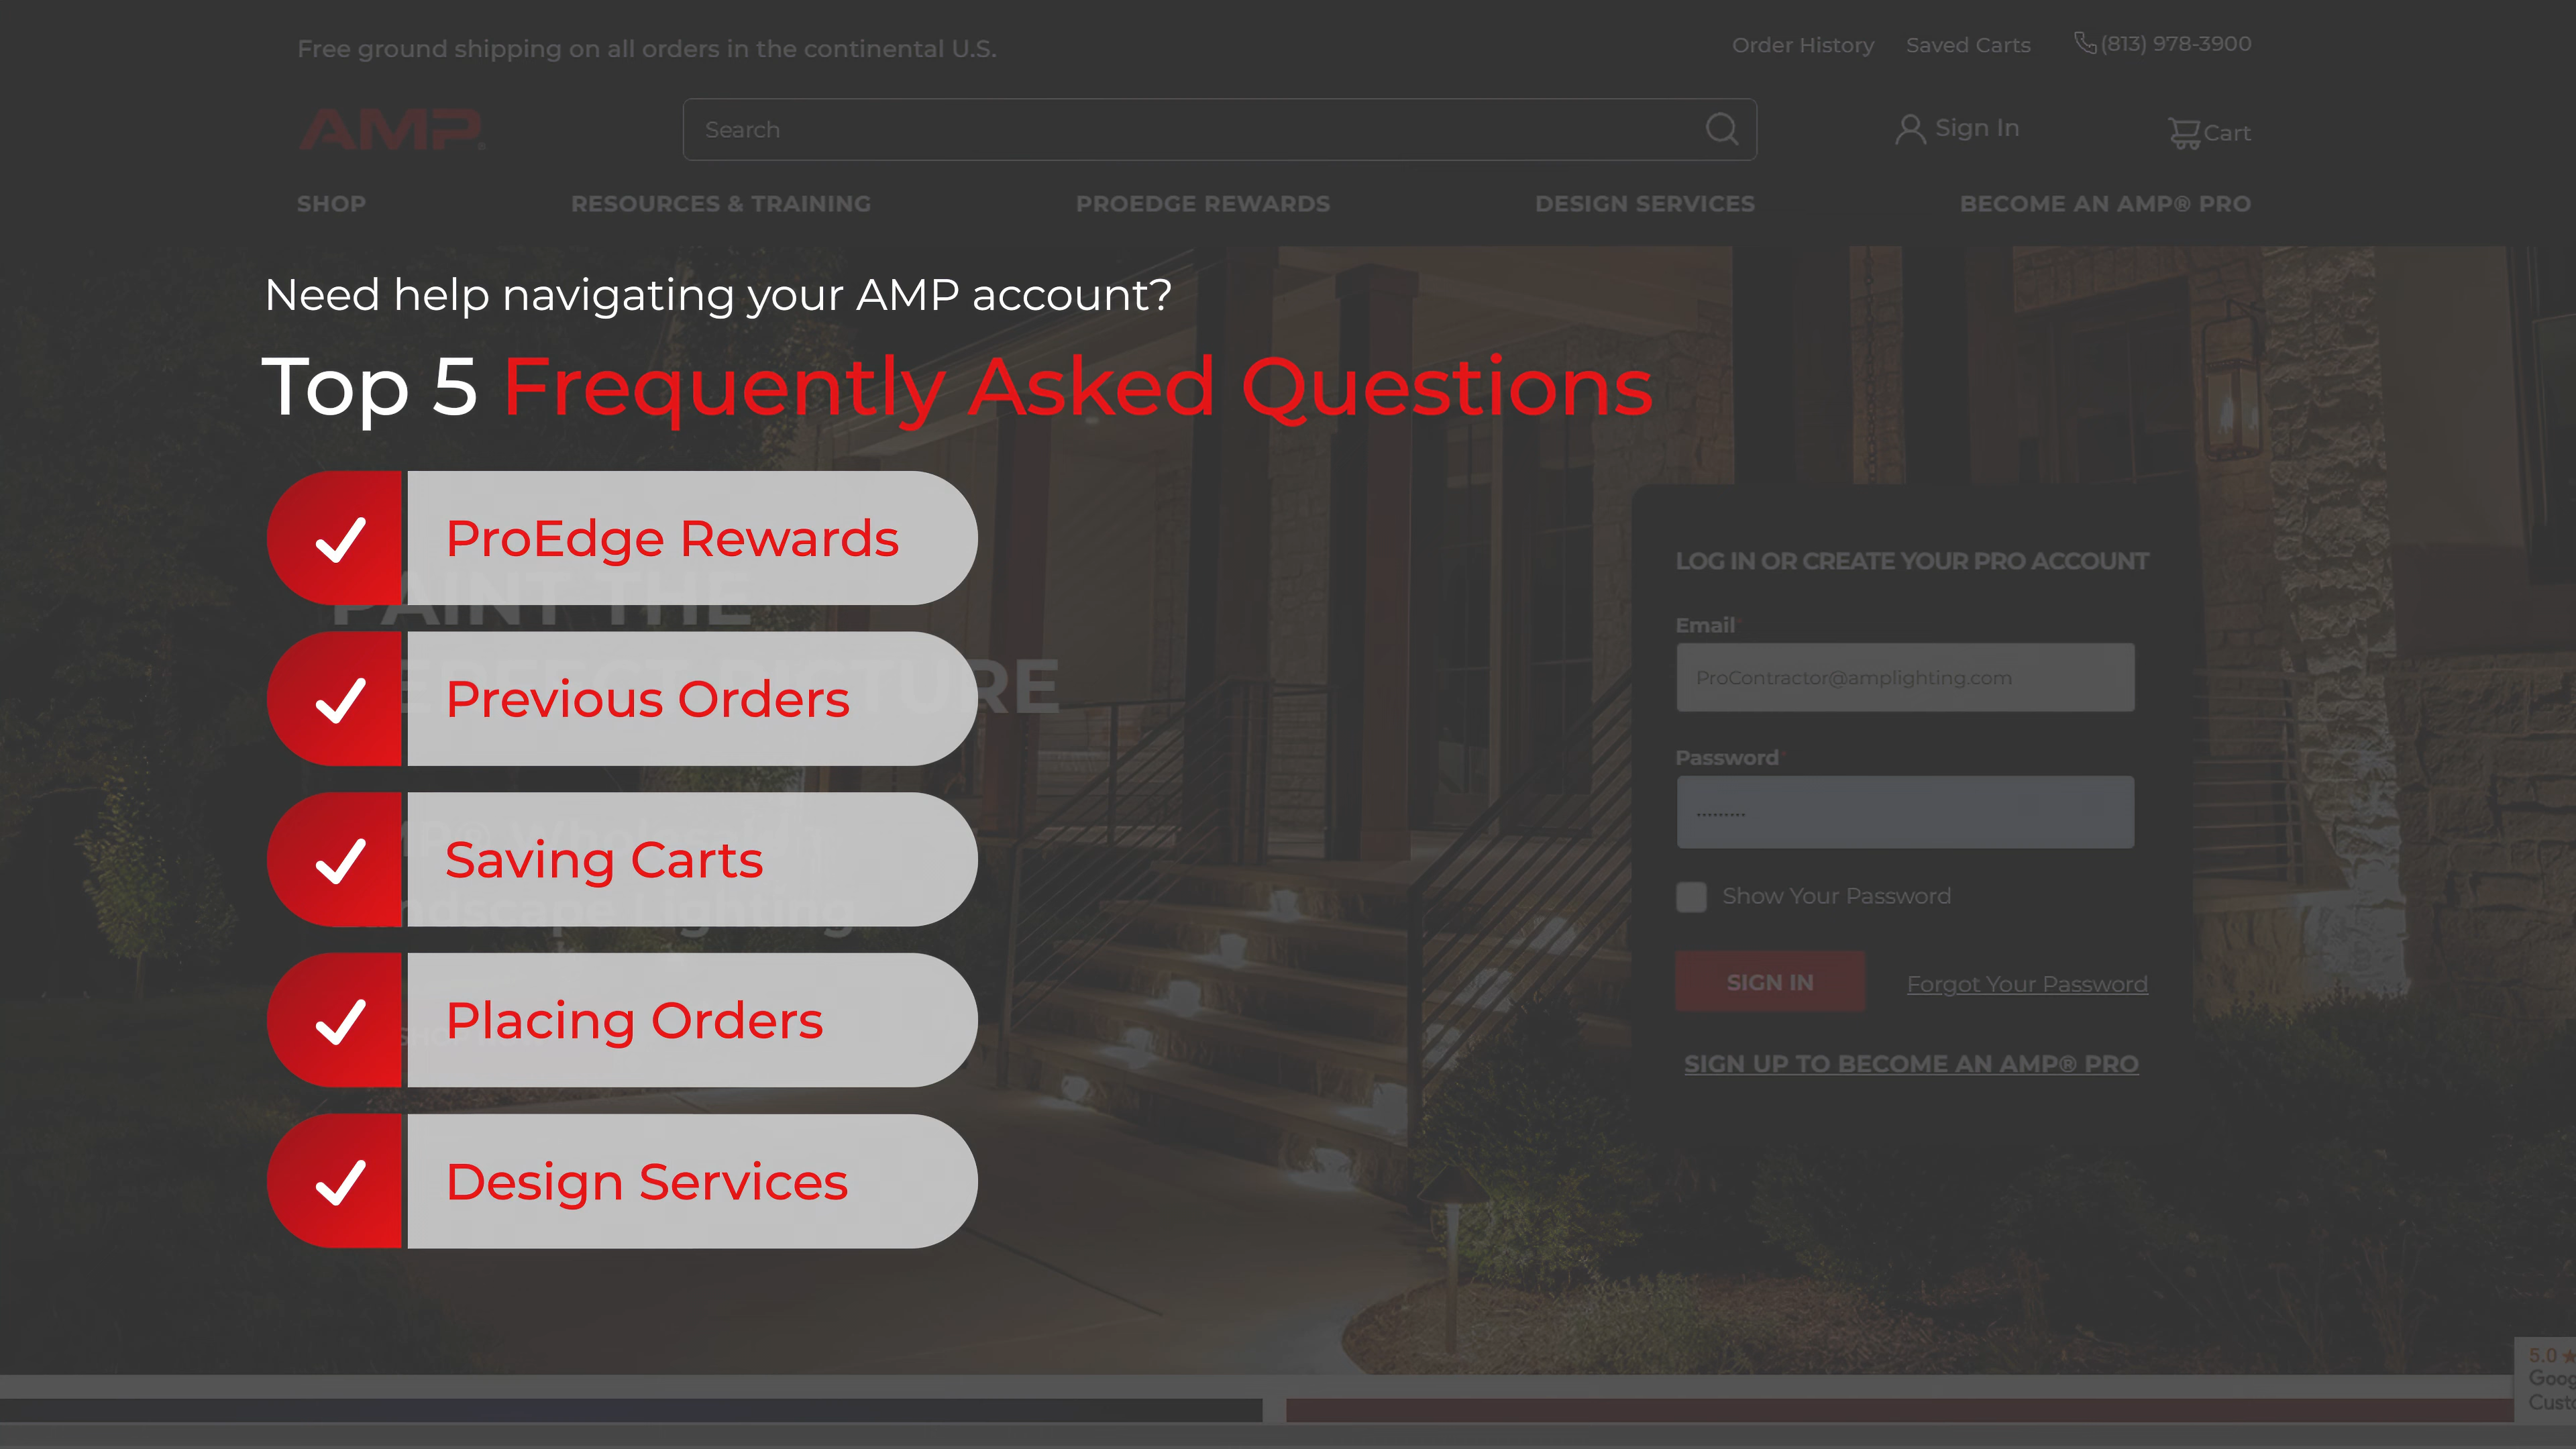 Free ground shipping on all orders in the continental U.S.
Order History Saved Carts (813) 978-3900
AMP.
Search
Sign In
Cart
SHOP RESOURCES & TRAINING PROEDGE REWARDS DESIGN SERVICES BECOME AN AMP® PRO
Need help navigating your AMP account?
Top 5 Frequently Asked Questions
ProEdge Rewards
PAINT THE
Previous Orders
Saving Carts
Placing Orders
Design Services
LOG IN OR CREATE YOUR PRO ACCOUNT
Email*
ProContractor@amplighting.com
Password*
•••••••••
Show Your Password
SIGN IN
Forgot Your Password
SIGN UP TO BECOME AN AMP® PRO
5.0 ★